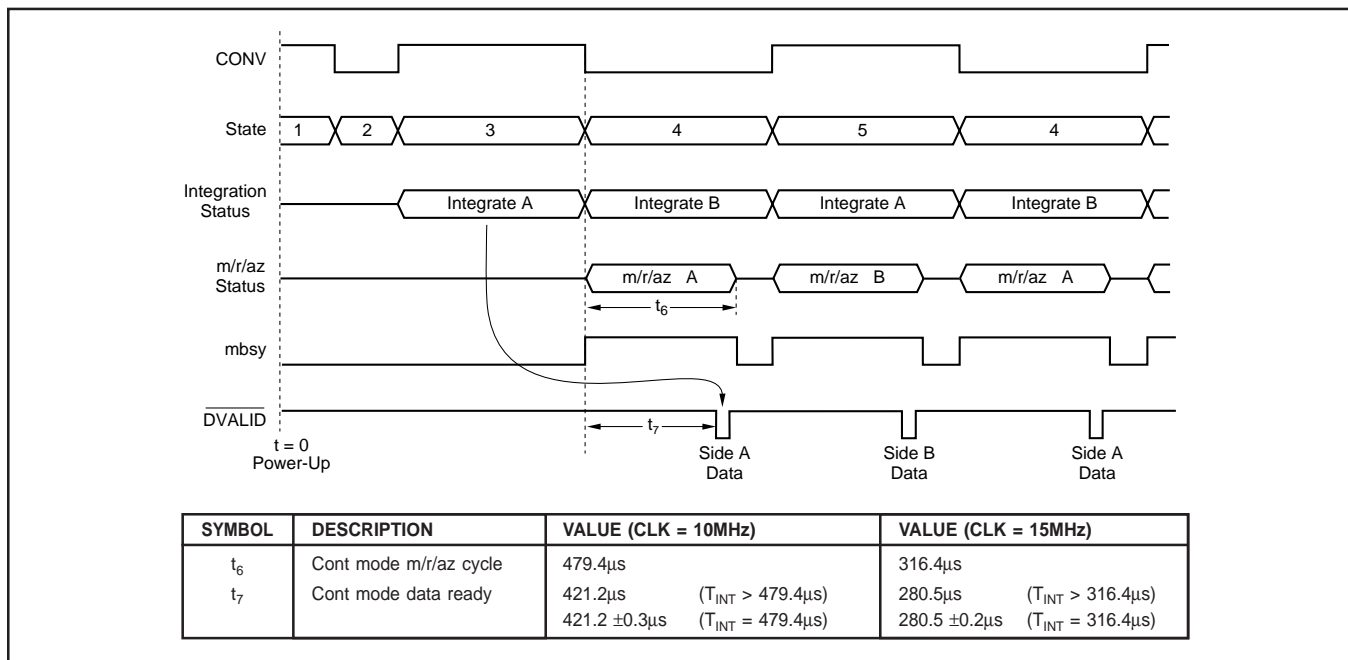 CONV
State
1 2 3 4 5 4
Integration
Status
Integrate A Integrate B Integrate A Integrate B
m/r/az
Status
m/r/az A m/r/az B m/r/az A
t6
mbsy
DVALID
t7
t = 0
Power-Up
Side A
Data
Side B
Data
Side A
Data
SYMBOL DESCRIPTION VALUE (CLK = 10MHz) VALUE (CLK = 15MHz)
t6 Cont mode m/r/az cycle 479.4µs 316.4µs
t7 Cont mode data ready 421.2µs (TINT > 479.4µs) 280.5µs (TINT > 316.4µs)
421.2 ±0.3µs (TINT = 479.4µs) 280.5 ±0.2µs (TINT = 316.4µs)